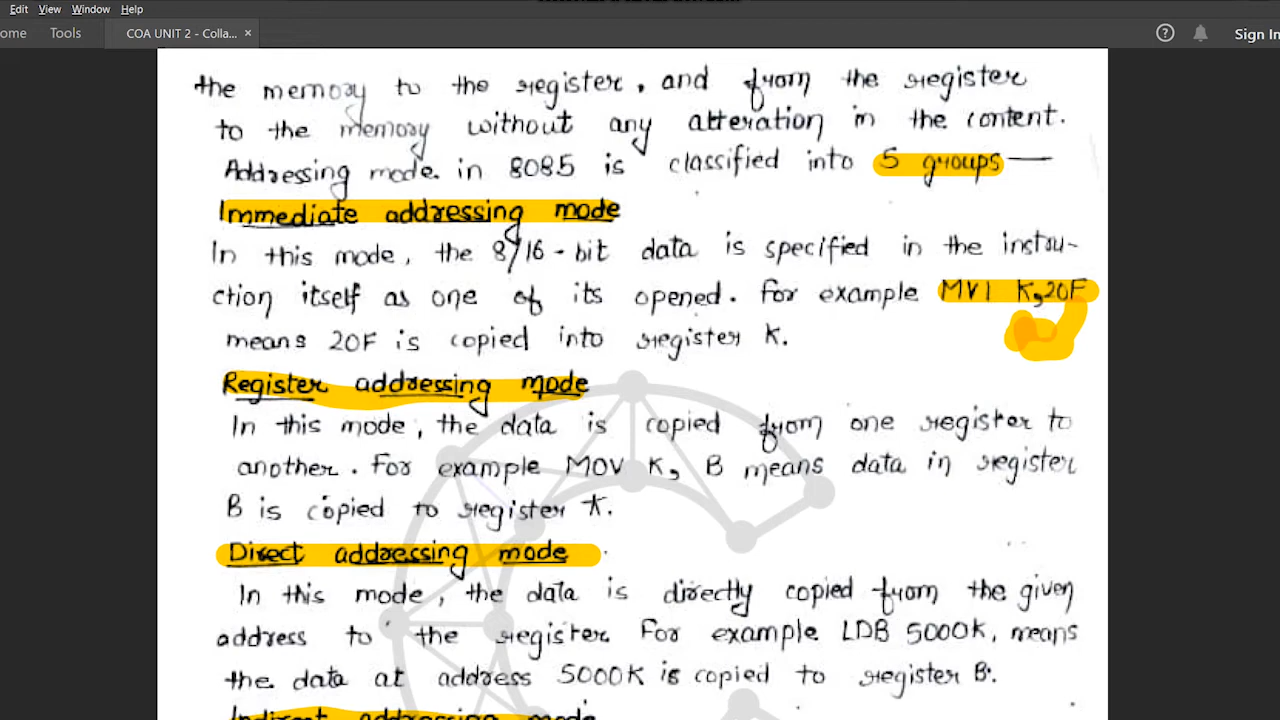 Edit View Window Help
ome Tools COA UNIT 2 - Colla... × Sign In
the memory to the register, and from the register
to the memory without any alteration in the content.
Addressing mode in 8085 is classified into 5 groups —
Immediate addressing mode
In this mode, the 8/16-bit data is specified in the instru-
ction itself as one of its opened. For example MVI K,20F
means 20F is copied into register K.
Register addressing mode
In this mode, the data is copied from one register to
another. For example MOV K, B means data in register
B is copied to register K.
Direct addressing mode
In this mode, the data is directly copied from the given
address to the register. For example LDB 5000K, means
the data at address 5000K is copied to register B.
Indirect addressing mode